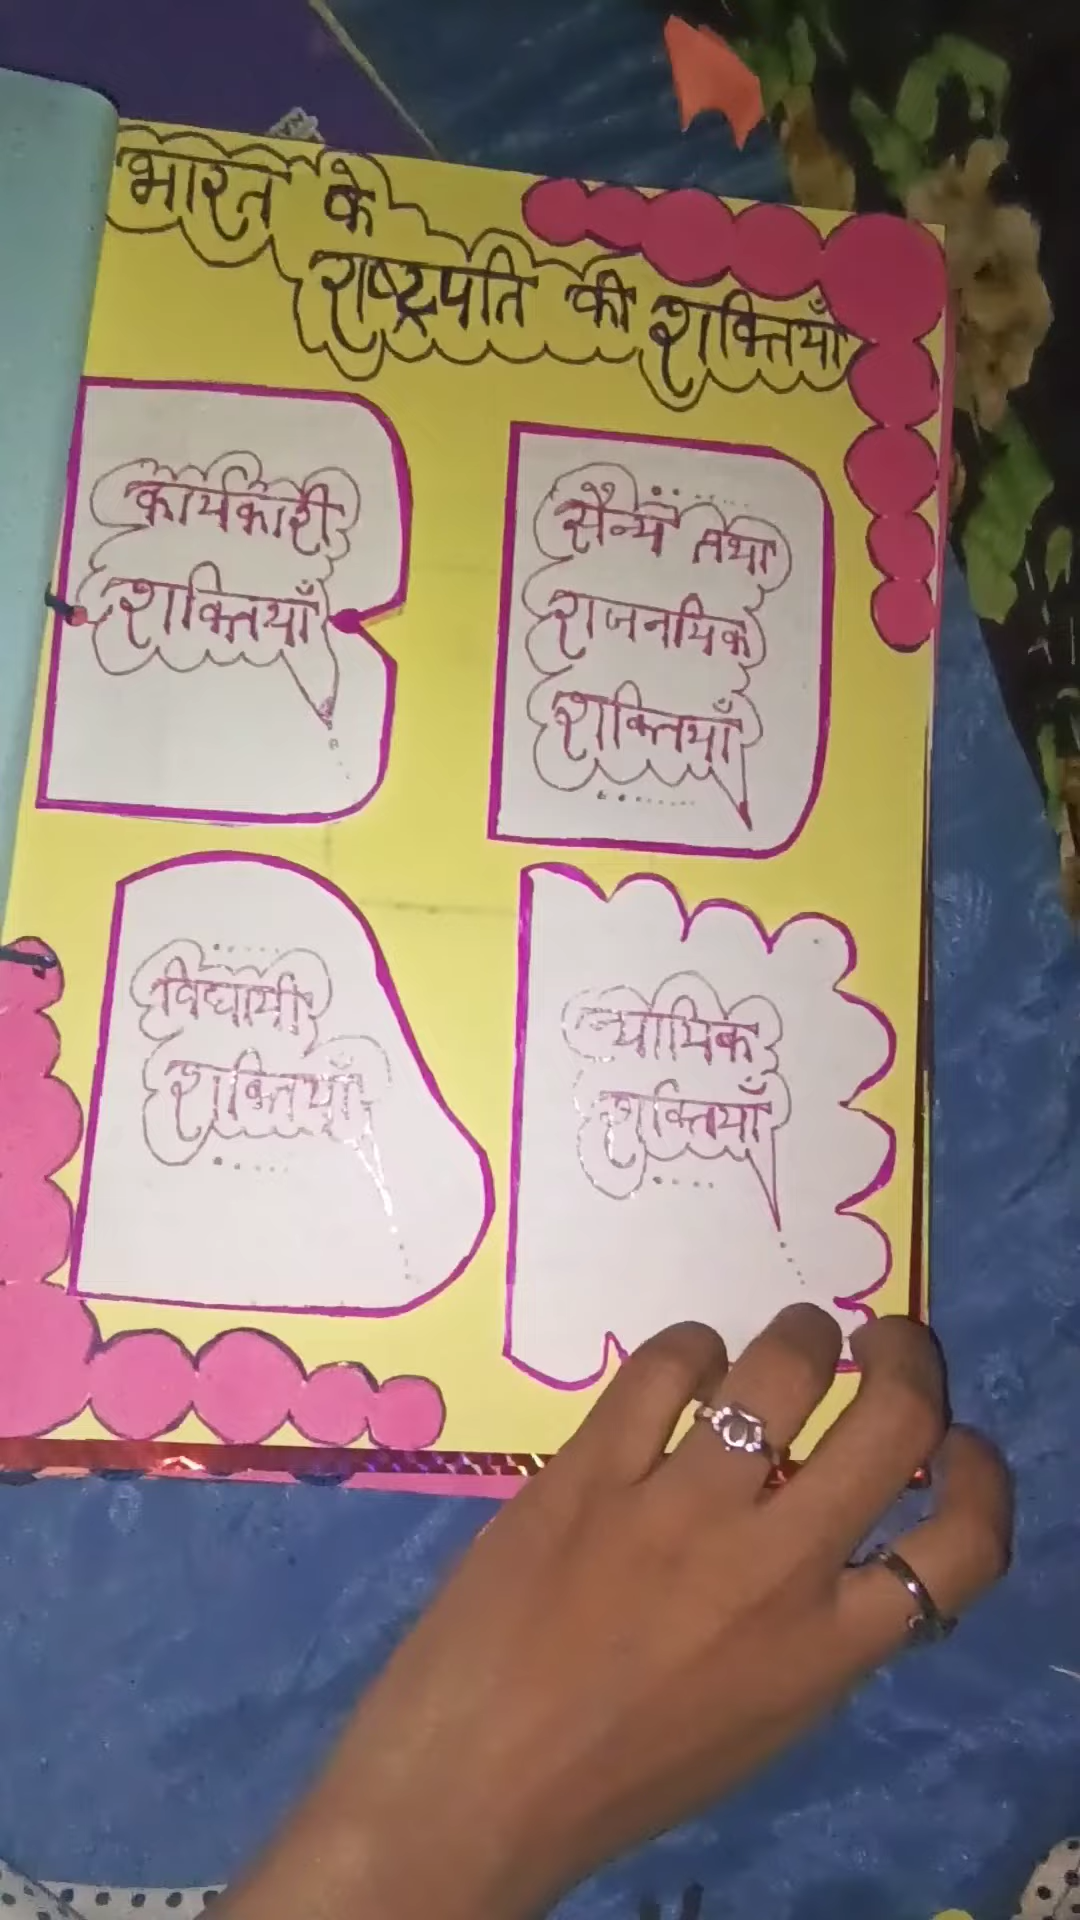 भारत के
राष्ट्रपति की शक्तियाँ
कार्यकारी
शक्तियाँ
सैन्य तथा
राजनयिक
शक्तियाँ
विधायी
शक्तियाँ
न्यायिक
शक्तियाँ